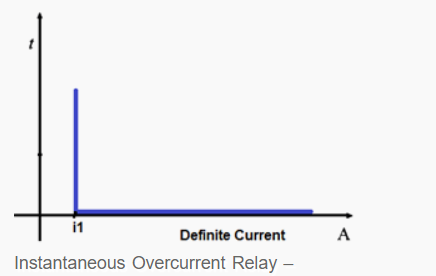 t
i1
Definite Current
A
Instantaneous Overcurrent Relay –